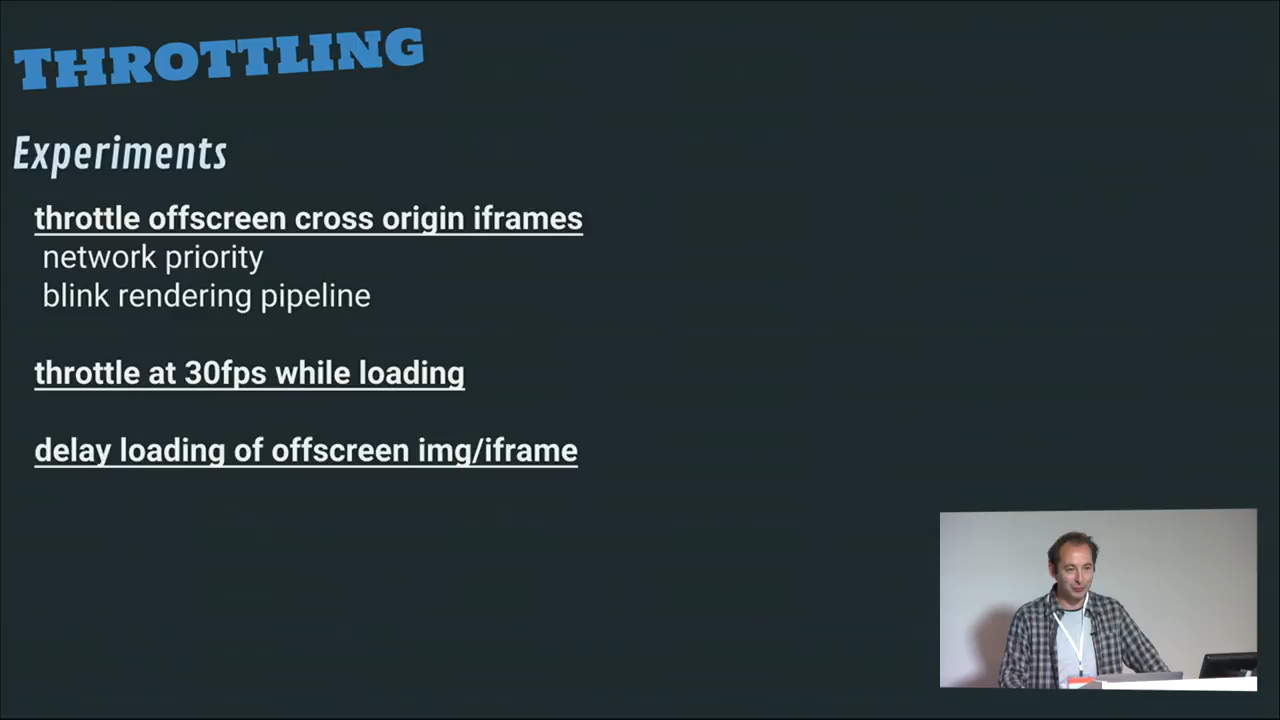 THROTTLING
Experiments
throttle offscreen cross origin iframes
network priority
blink rendering pipeline
throttle at 30fps while loading
delay loading of offscreen img/iframe